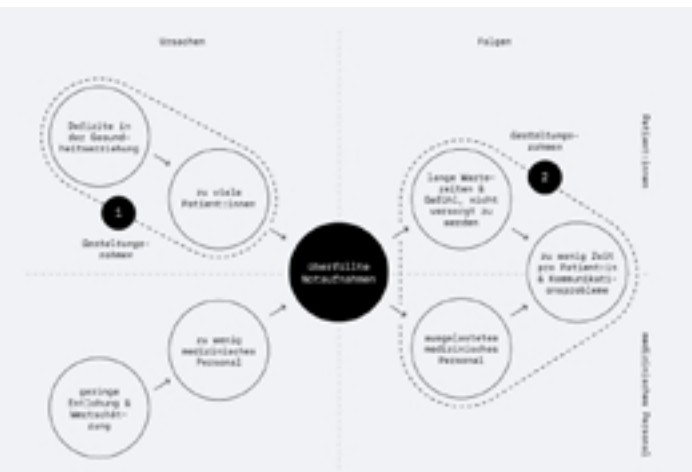 Ursachen
Folgen
Patient:innen
medizinisches Personal
Defizite in
der Gesund-
heitserziehung
zu viele
Patient:innen
1
Gestaltungs-
rahmen
überfüllte
Notaufnahmen
zu wenig
medizinisches
Personal
geringe
Entlohnung &
Wertschät-
zung
Gestaltungs-
rahmen
2
lange Warte-
zeiten &
Gefühl, nicht
versorgt zu
werden
zu wenig Zeit
pro Patient:in
& Kommunikati-
onsprobleme
ausgelastetes
medizinisches
Personal